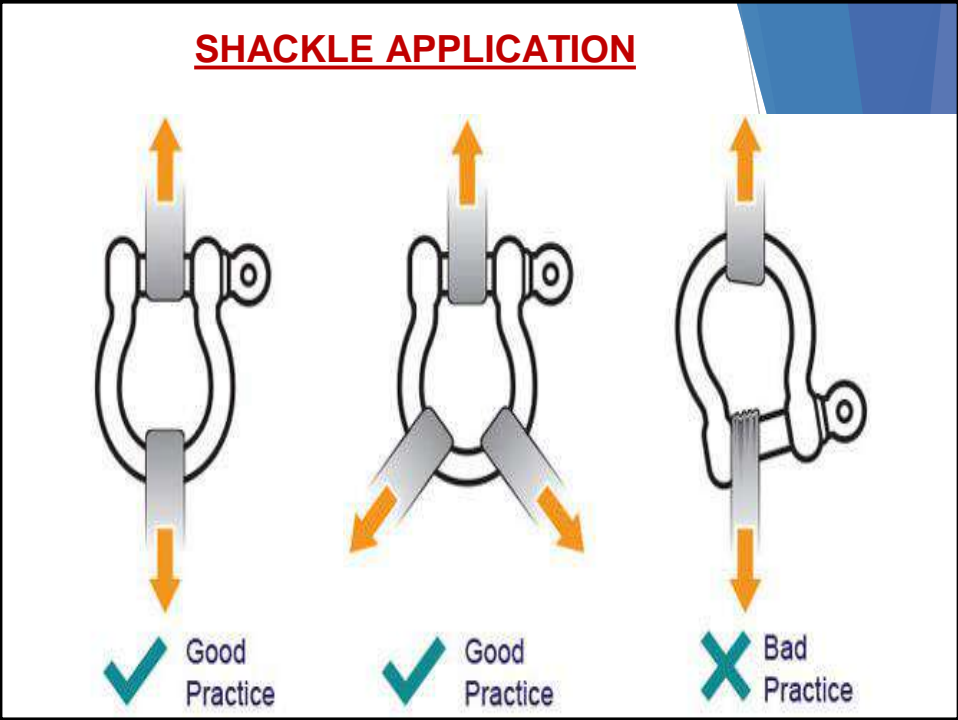 SHACKLE APPLICATION
Good
Practice
Good
Practice
Bad
Practice